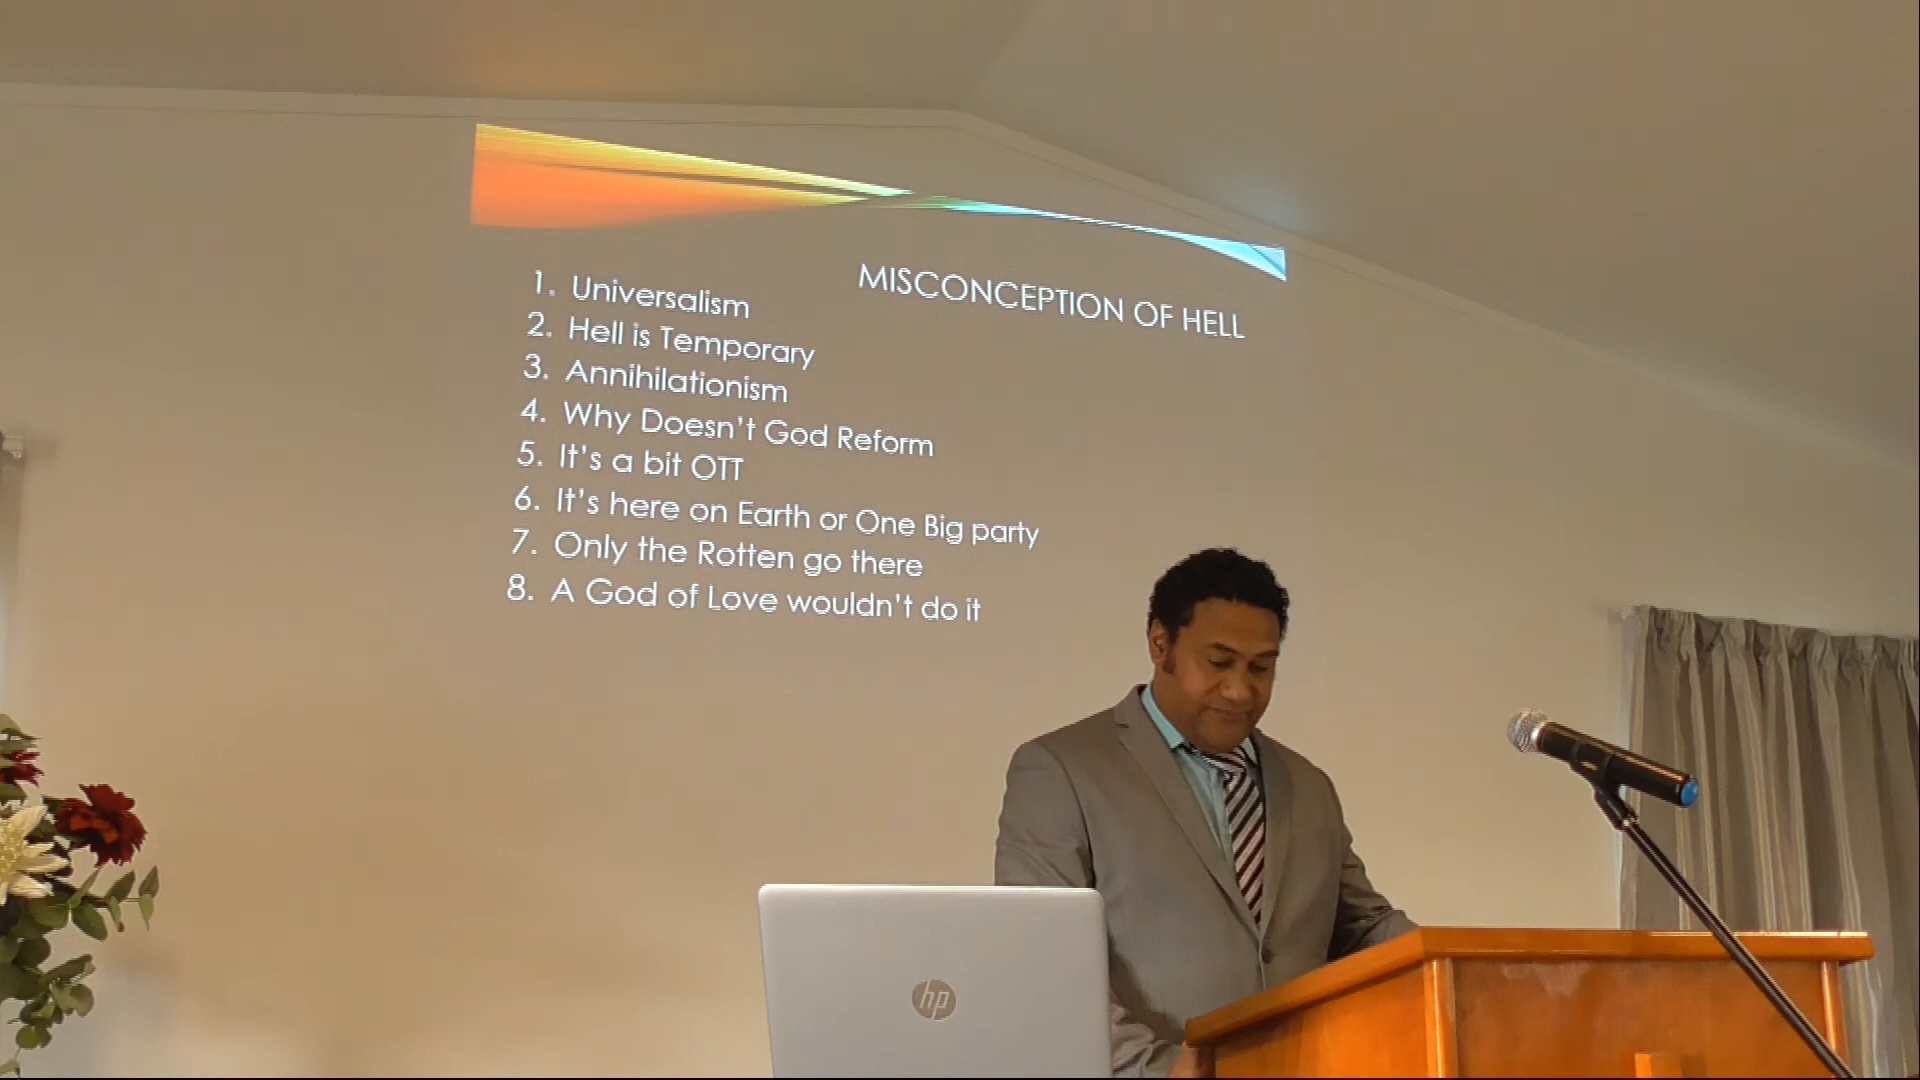 MISCONCEPTION OF HELL
1. Universalism
2. Hell is Temporary
3. Annihilationism
4. Why Doesn't God Reform
5. It's a bit OTT
6. It's here on Earth or One Big party
7. Only the Rotten go there
8. A God of Love wouldn't do it
hp